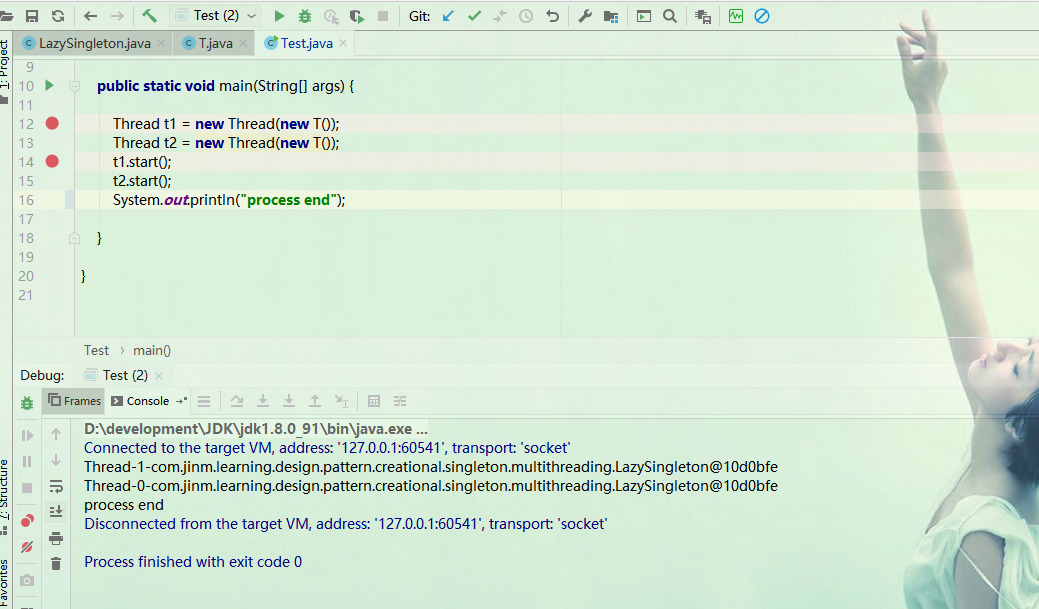 Test (2)
Git:
LazySingleton.java
T.java
Test.java
1: Project
9
10 public static void main(String[] args) {
11
12 Thread t1 = new Thread(new T());
13 Thread t2 = new Thread(new T());
14 t1.start();
15 t2.start();
16 System.out.println("process end");
17
18 }
19
20 }
21
Test › main()
Debug: Test (2)
Frames Console
D:\development\JDK\jdk1.8.0_91\bin\java.exe ...
Connected to the target VM, address: '127.0.0.1:60541', transport: 'socket'
Thread-1-com.jinm.learning.design.pattern.creational.singleton.multithreading.LazySingleton@10d0bfe
Thread-0-com.jinm.learning.design.pattern.creational.singleton.multithreading.LazySingleton@10d0bfe
process end
Disconnected from the target VM, address: '127.0.0.1:60541', transport: 'socket'
Process finished with exit code 0
7: Structure
Favorites